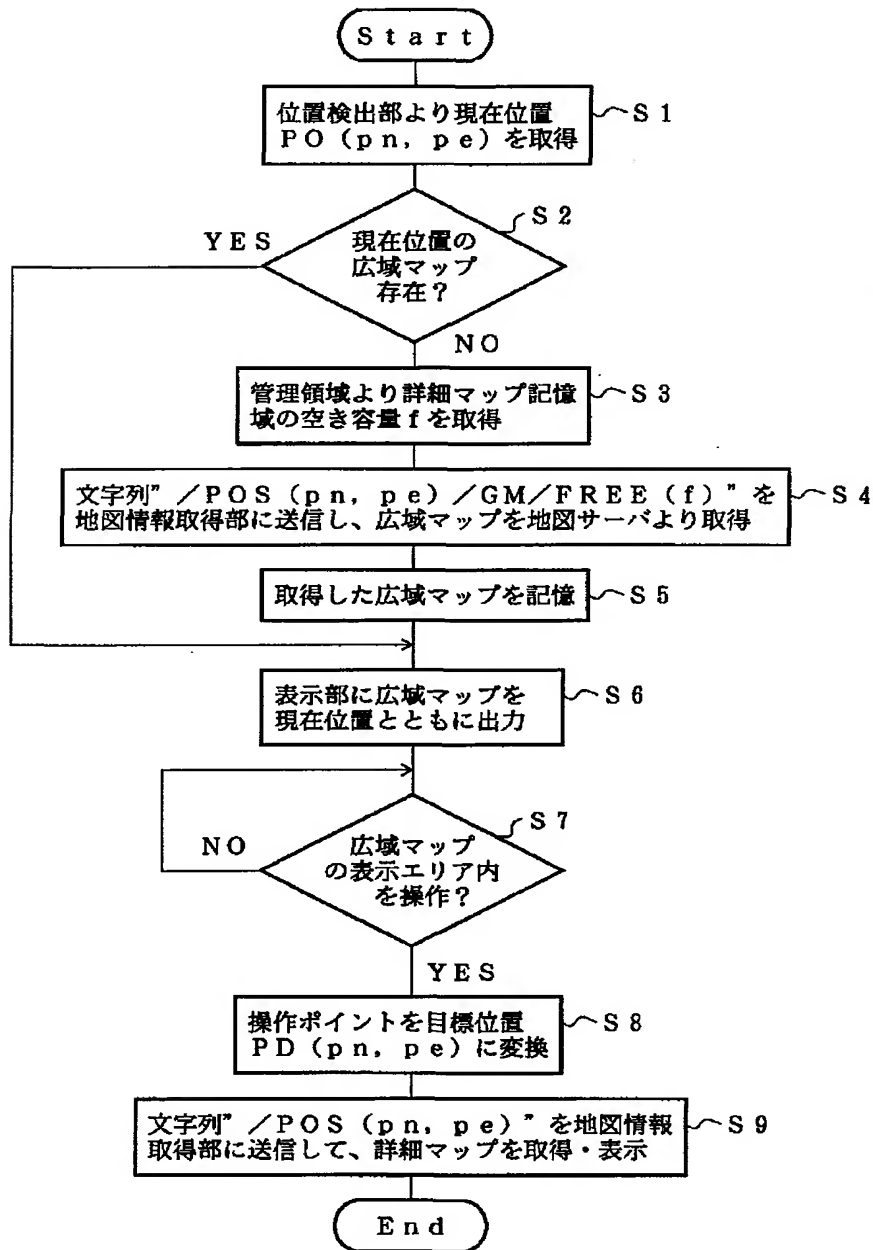 Start
位置検出部より現在位置
PO(pn, pe)を取得
S1
S2
YES
現在位置の
広域マップ
存在?
NO
管理領域より詳細マップ記憶
域の空き容量fを取得
S3
文字列"/POS(pn, pe)/GM/FREE(f)"を
地図情報取得部に送信し、広域マップを地図サーバより取得
S4
取得した広域マップを記憶
S5
表示部に広域マップを
現在位置とともに出力
S6
S7
NO
広域マップ
の表示エリア内
を操作?
YES
操作ポイントを目標位置
PD(pn, pe)に変換
S8
文字列"/POS(pn, pe)"を地図情報
取得部に送信して、詳細マップを取得・表示
S9
End